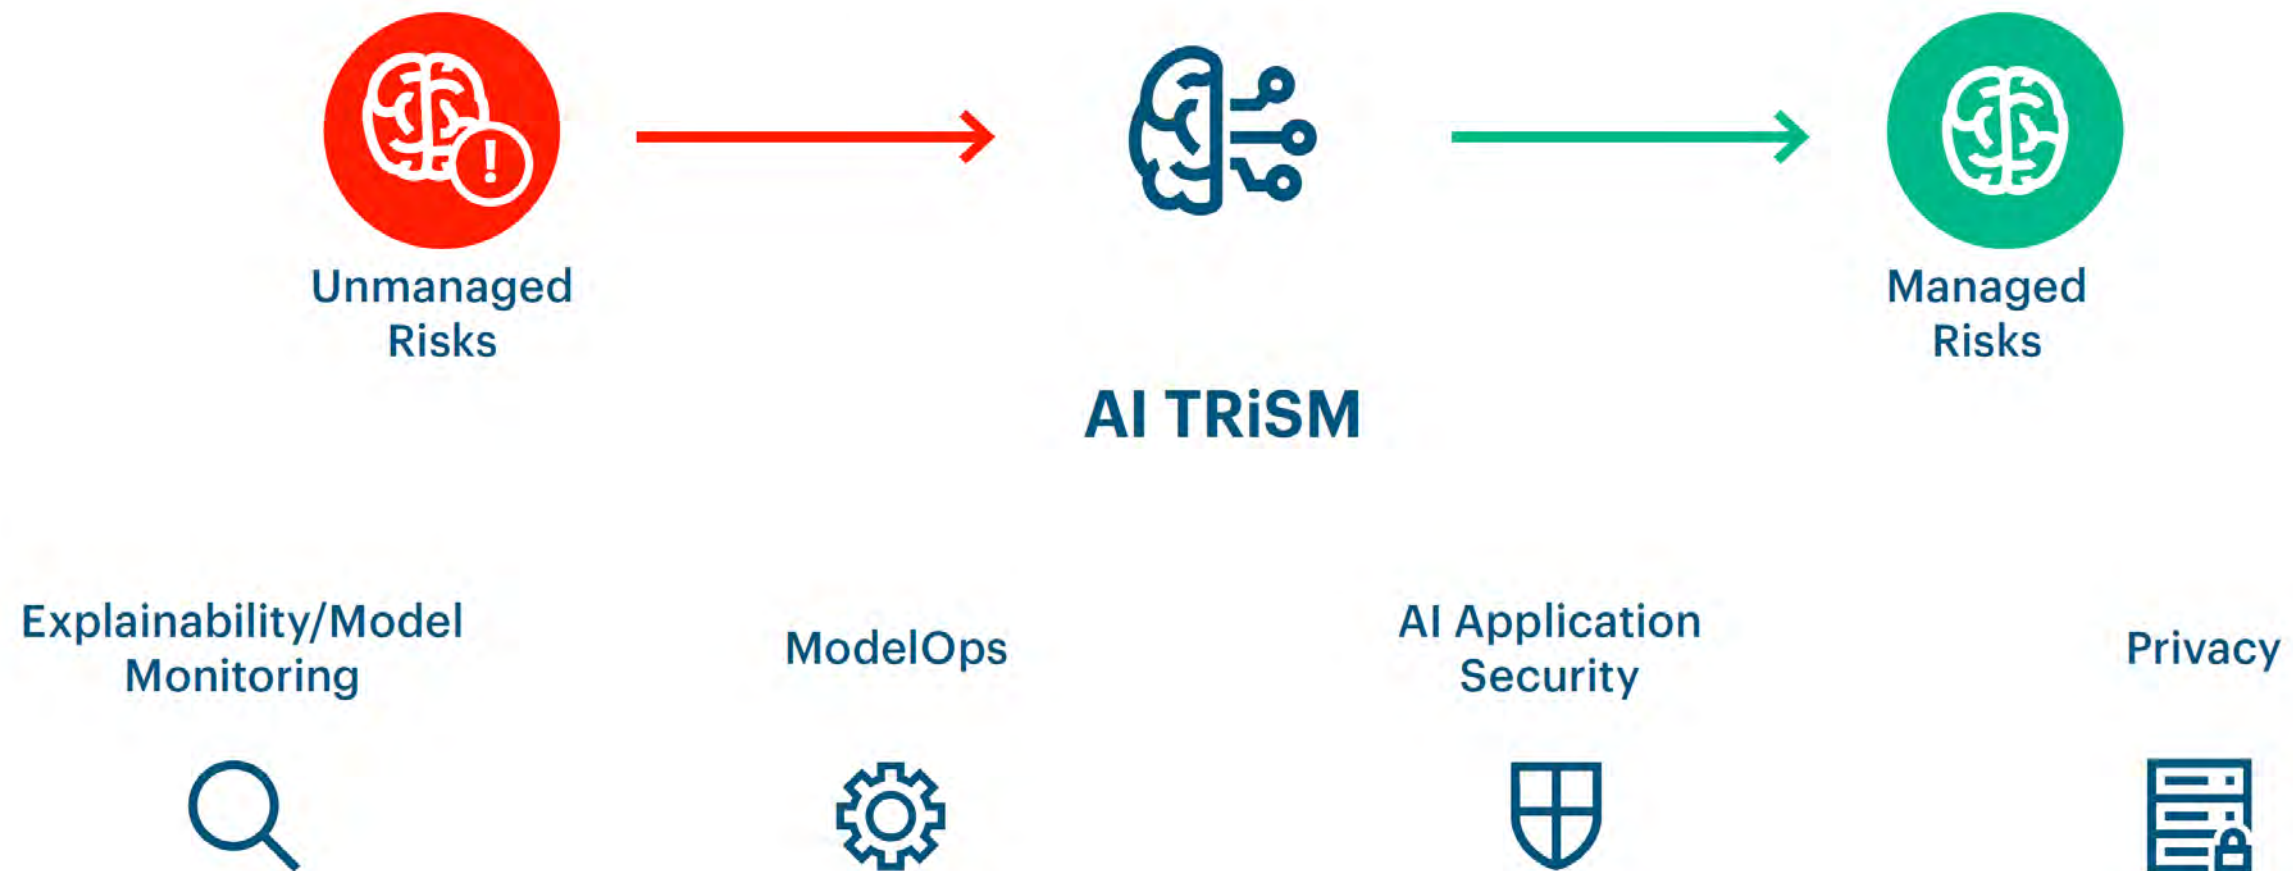 Unmanaged
Risks
Managed
Risks
AI TRiSM
Explainability/Model
Monitoring
ModelOps
AI Application
Security
Privacy